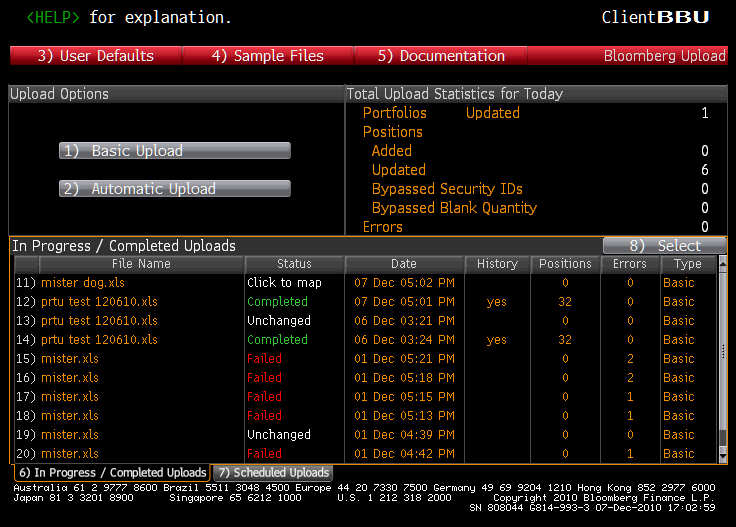 <HELP> for explanation. ClientBBU
3) User Defaults 4) Sample Files 5) Documentation Bloomberg Upload
Upload Options Total Upload Statistics for Today
Portfolios Updated 1
Positions
1) Basic Upload Added 0
Updated 6
2) Automatic Upload Bypassed Security IDs 0
Bypassed Blank Quantity 0
Errors 0
In Progress / Completed Uploads 8) Select
File Name Status Date History Positions Errors Type
11) mister dog.xls Click to map 07 Dec 05:02 PM 0 0 Basic
12) prtu test 120610.xls Completed 07 Dec 05:01 PM yes 32 0 Basic
13) prtu test 120610.xls Unchanged 06 Dec 03:21 PM 0 0 Basic
14) prtu test 120610.xls Completed 06 Dec 03:24 PM yes 32 0 Basic
15) mister.xls Failed 01 Dec 05:21 PM 0 2 Basic
16) mister.xls Failed 01 Dec 05:18 PM 0 2 Basic
17) mister.xls Failed 01 Dec 05:15 PM 0 1 Basic
18) mister.xls Failed 01 Dec 05:13 PM 0 1 Basic
19) mister.xls Unchanged 01 Dec 04:39 PM 0 0 Basic
20) mister.xls Failed 01 Dec 04:42 PM 0 1 Basic
6) In Progress / Completed Uploads 7) Scheduled Uploads
Australia 61 2 9777 8600 Brazil 5511 3048 4500 Europe 44 20 7330 7500 Germany 49 69 9204 1210 Hong Kong 852 2977 6000
Japan 81 3 3201 8900 Singapore 65 6212 1000 U.S. 1 212 318 2000 Copyright 2010 Bloomberg Finance L.P.
SN 808044 G814-993-3 07-Dec-2010 17:02:59